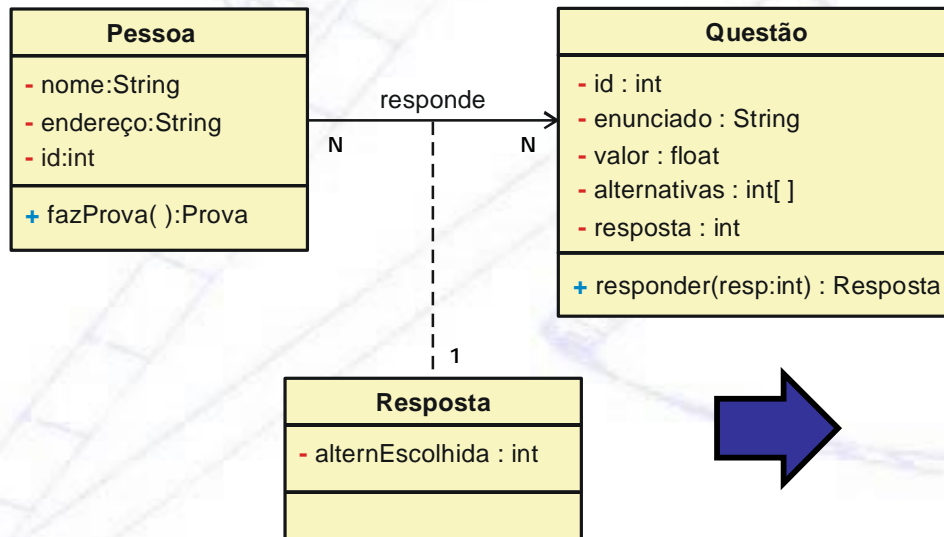 Pessoa
- nome:String
- endereço:String
- id:int
+ fazProva( ):Prova
responde
N
N
Questão
- id : int
- enunciado : String
- valor : float
- alternativas : int[ ]
- resposta : int
+ responder(resp:int) : Resposta
1
Resposta
- alternEscolhida : int